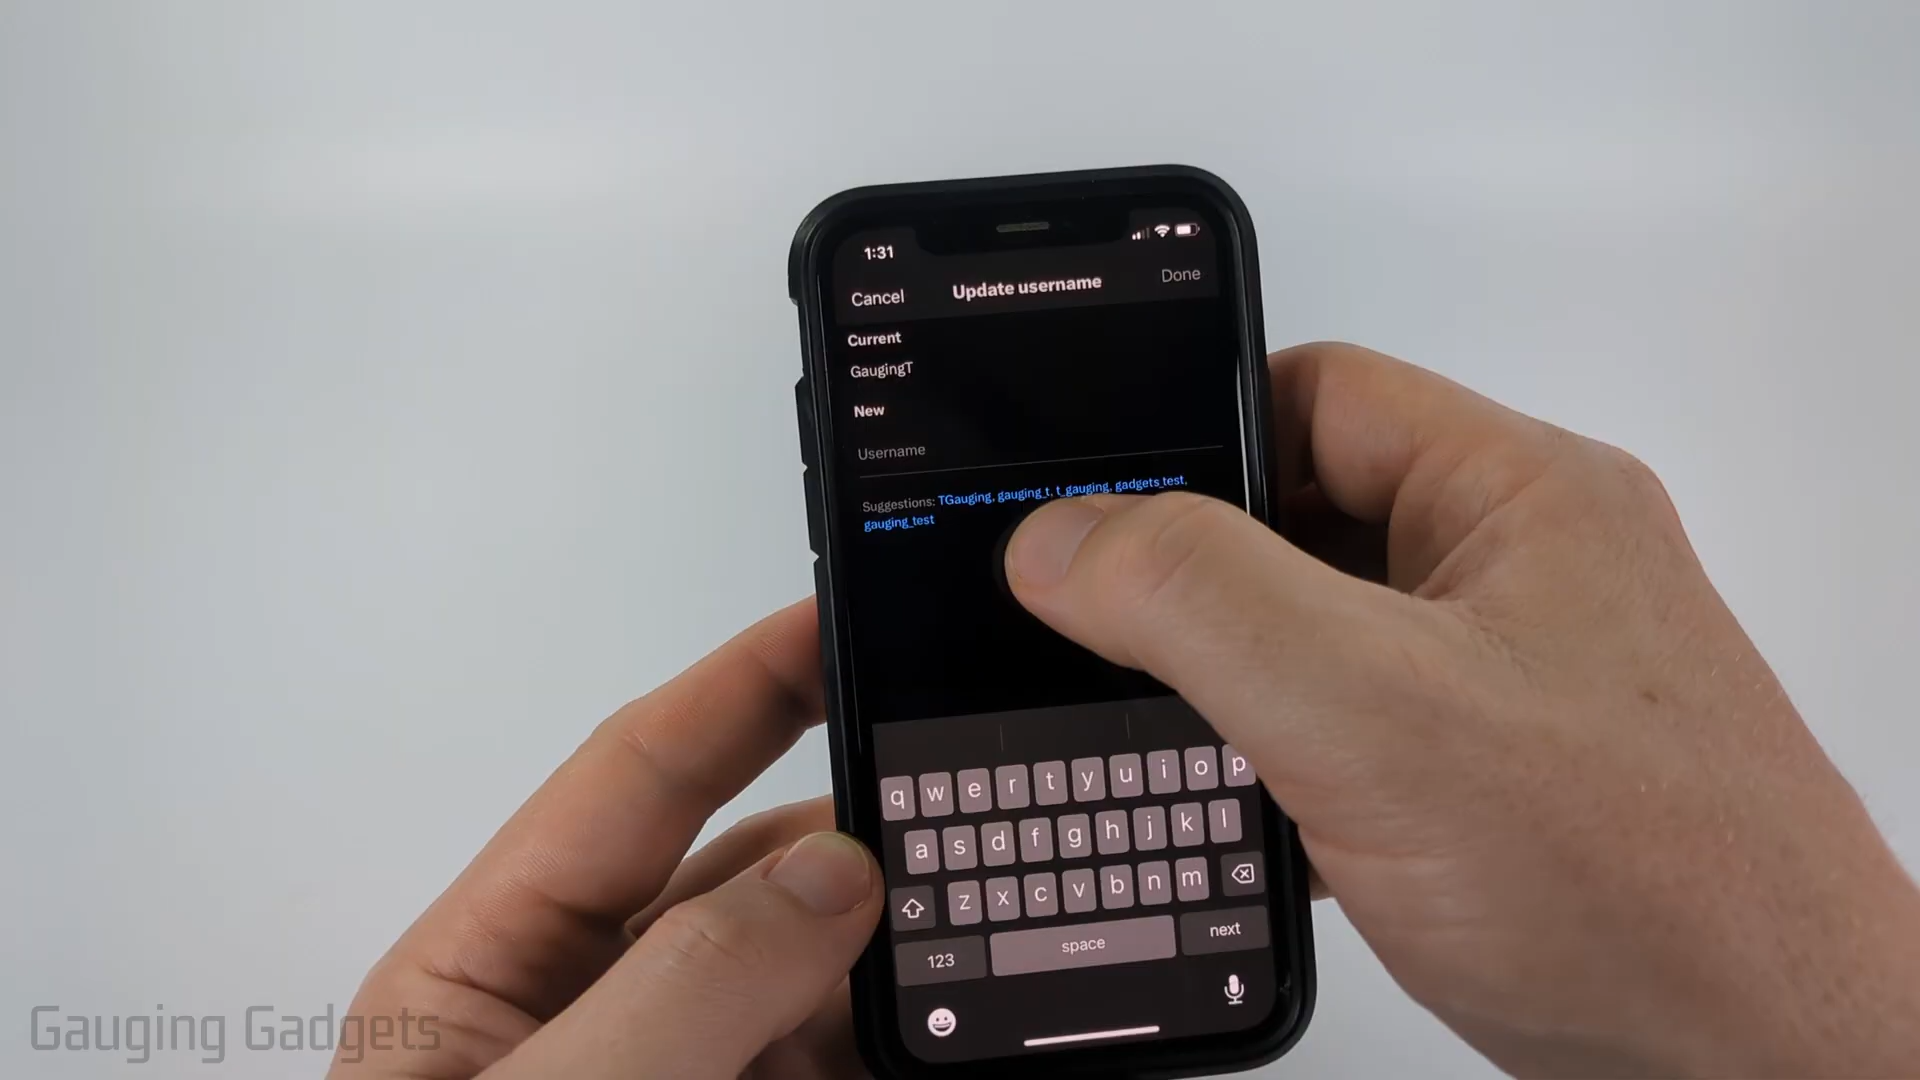 1:31
Cancel Update username Done
Current
GaugingT
New
Username
Suggestions: TGauging, gauging_t, t_gauging, gadgets_test,
gauging_test
q w e r t y u i o p
a s d f g h j k l
z x c v b n m
123 space next
Gauging Gadgets